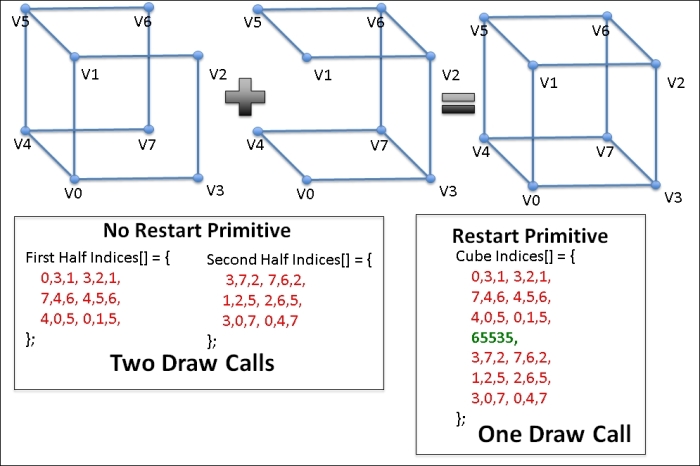 V5 V6 V5 V6 V5 V6
V1 V2 V1 V2 V1 V2
V4 V7 V4 V7 V4 V7
V0 V3 V0 V3 V0 V3
No Restart Primitive
First Half Indices[] = {
0,3,1, 3,2,1,
7,4,6, 4,5,6,
4,0,5, 0,1,5,
};
Second Half Indices[] = {
3,7,2, 7,6,2,
1,2,5, 2,6,5,
3,0,7, 0,4,7
};
Two Draw Calls
Restart Primitive
Cube Indices[] = {
0,3,1, 3,2,1,
7,4,6, 4,5,6,
4,0,5, 0,1,5,
65535,
3,7,2, 7,6,2,
1,2,5, 2,6,5,
3,0,7, 0,4,7
};
One Draw Call